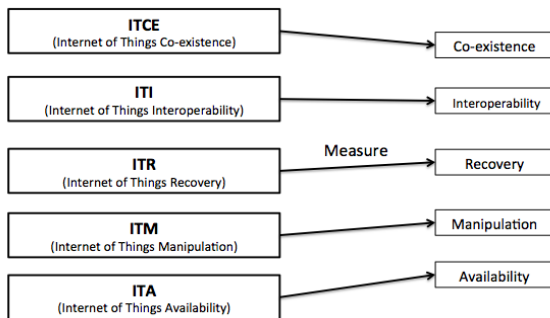 ITCE
(Internet of Things Co-existence)
Co-existence
ITI
(Internet of Things Interoperability)
Interoperability
ITR
(Internet of Things Recovery)
Measure
Recovery
ITM
(Internet of Things Manipulation)
Manipulation
ITA
(Internet of Things Availability)
Availability